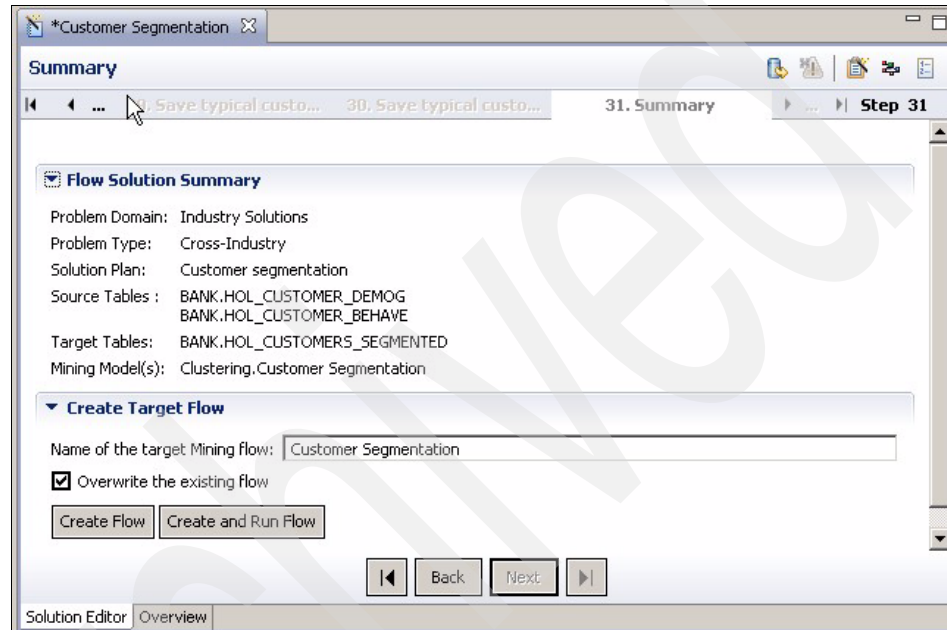 *Customer Segmentation
Summary
... 30. Save typical custo... 30. Save typical custo... 31. Summary ... Step 31
Flow Solution Summary
Problem Domain: Industry Solutions
Problem Type: Cross-Industry
Solution Plan: Customer segmentation
Source Tables : BANK.HOL_CUSTOMER_DEMOG
BANK.HOL_CUSTOMER_BEHAVE
Target Tables: BANK.HOL_CUSTOMERS_SEGMENTED
Mining Model(s): Clustering.Customer Segmentation
Create Target Flow
Name of the target Mining flow: Customer Segmentation
Overwrite the existing flow
Create Flow Create and Run Flow
Back Next
Solution Editor Overview